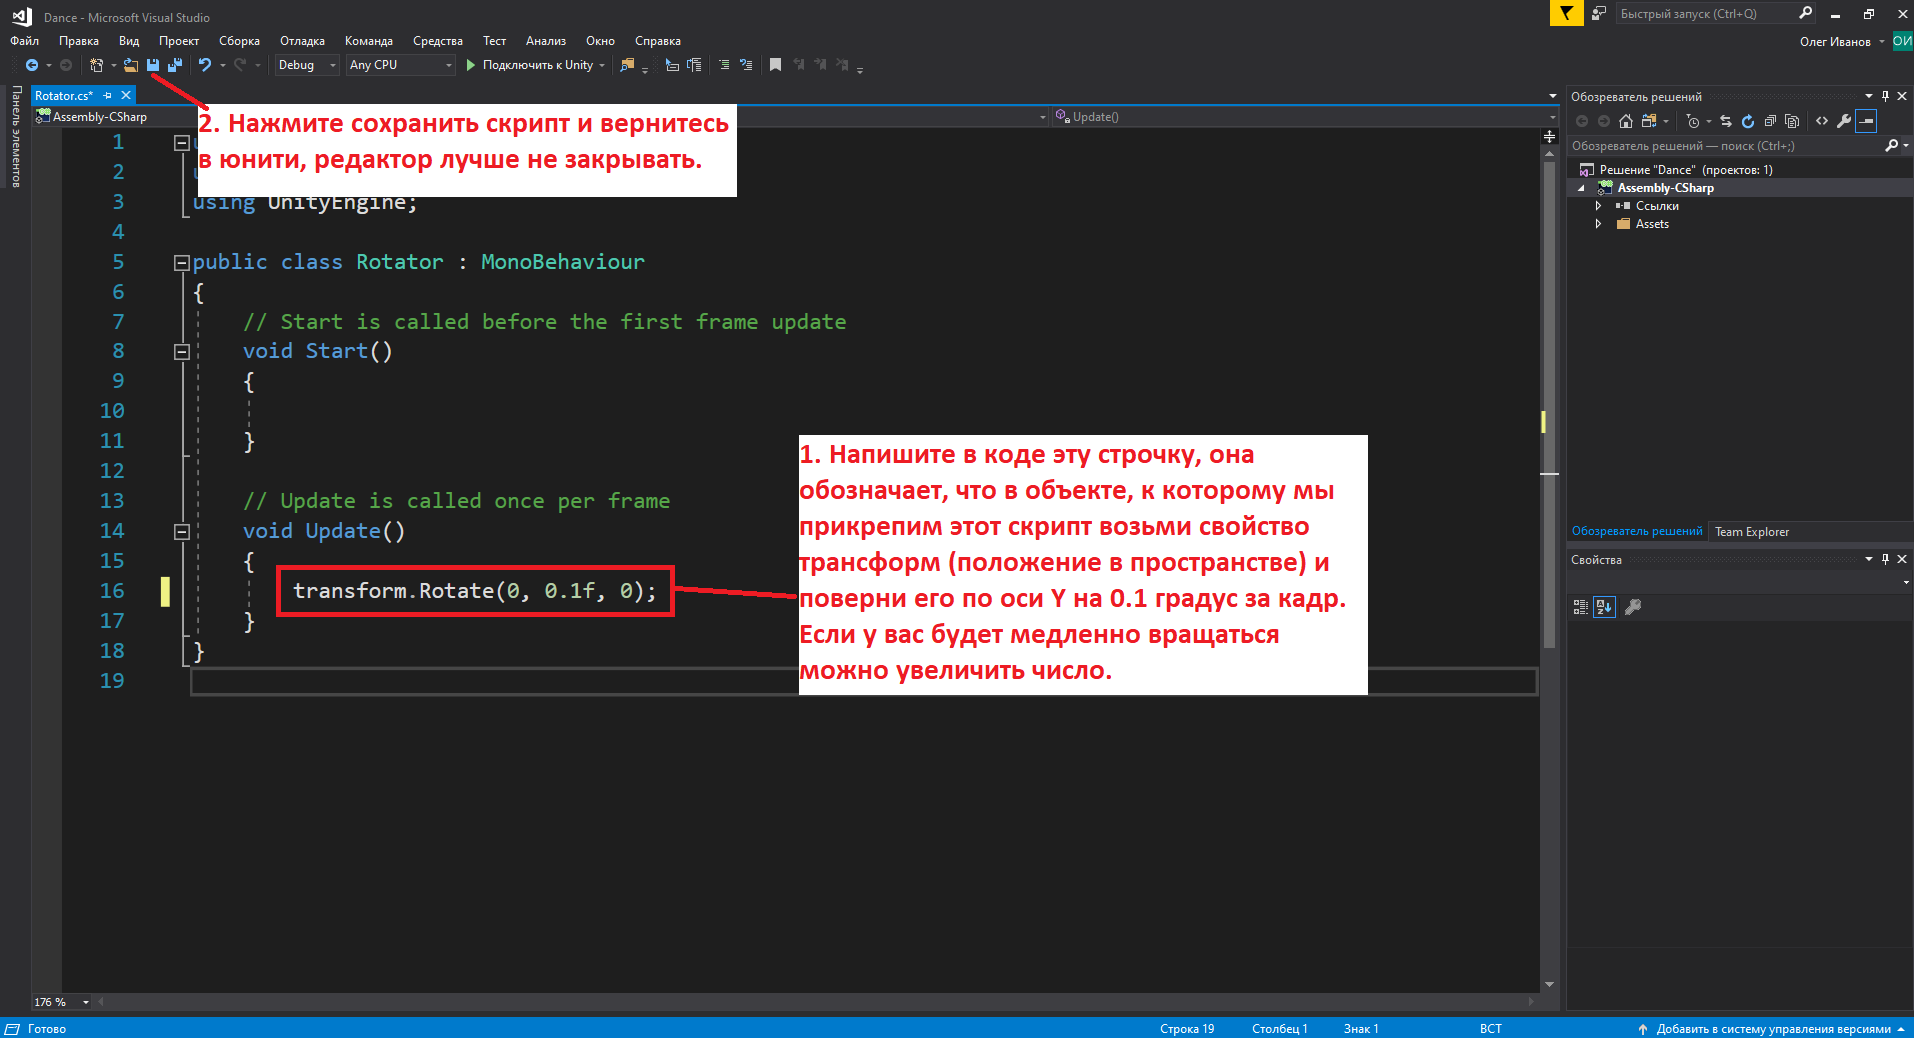 Dance - Microsoft Visual Studio
Быстрый запуск (Ctrl+Q)
Файл Правка Вид Проект Сборка Отладка Команда Средства Тест Анализ Окно Справка
Олег Иванов ОИ
Debug Any CPU Подключить к Unity
Панель элементов
Rotator.cs*
Assembly-CSharp
Update()
2. Нажмите сохранить скрипт и вернитесь
в юнити, редактор лучше не закрывать.
1
2
3 using UnityEngine;
4
5 public class Rotator : MonoBehaviour
6 {
7 // Start is called before the first frame update
8 void Start()
9 {
10
11 }
12
13 // Update is called once per frame
14 void Update()
15 {
16 transform.Rotate(0, 0.1f, 0);
17 }
18 }
19
1. Напишите в коде эту строчку, она
обозначает, что в объекте, к которому мы
прикрепим этот скрипт возьми свойство
трансформ (положение в пространстве) и
поверни его по оси Y на 0.1 градус за кадр.
Если у вас будет медленно вращаться
можно увеличить число.
Обозреватель решений
Обозреватель решений — поиск (Ctrl+;)
Решение "Dance" (проектов: 1)
Assembly-CSharp
Ссылки
Assets
Обозреватель решений Team Explorer
Свойства
176 %
Готово
Строка 19 Столбец 1 Знак 1 ВСТ
Добавить в систему управления версиями